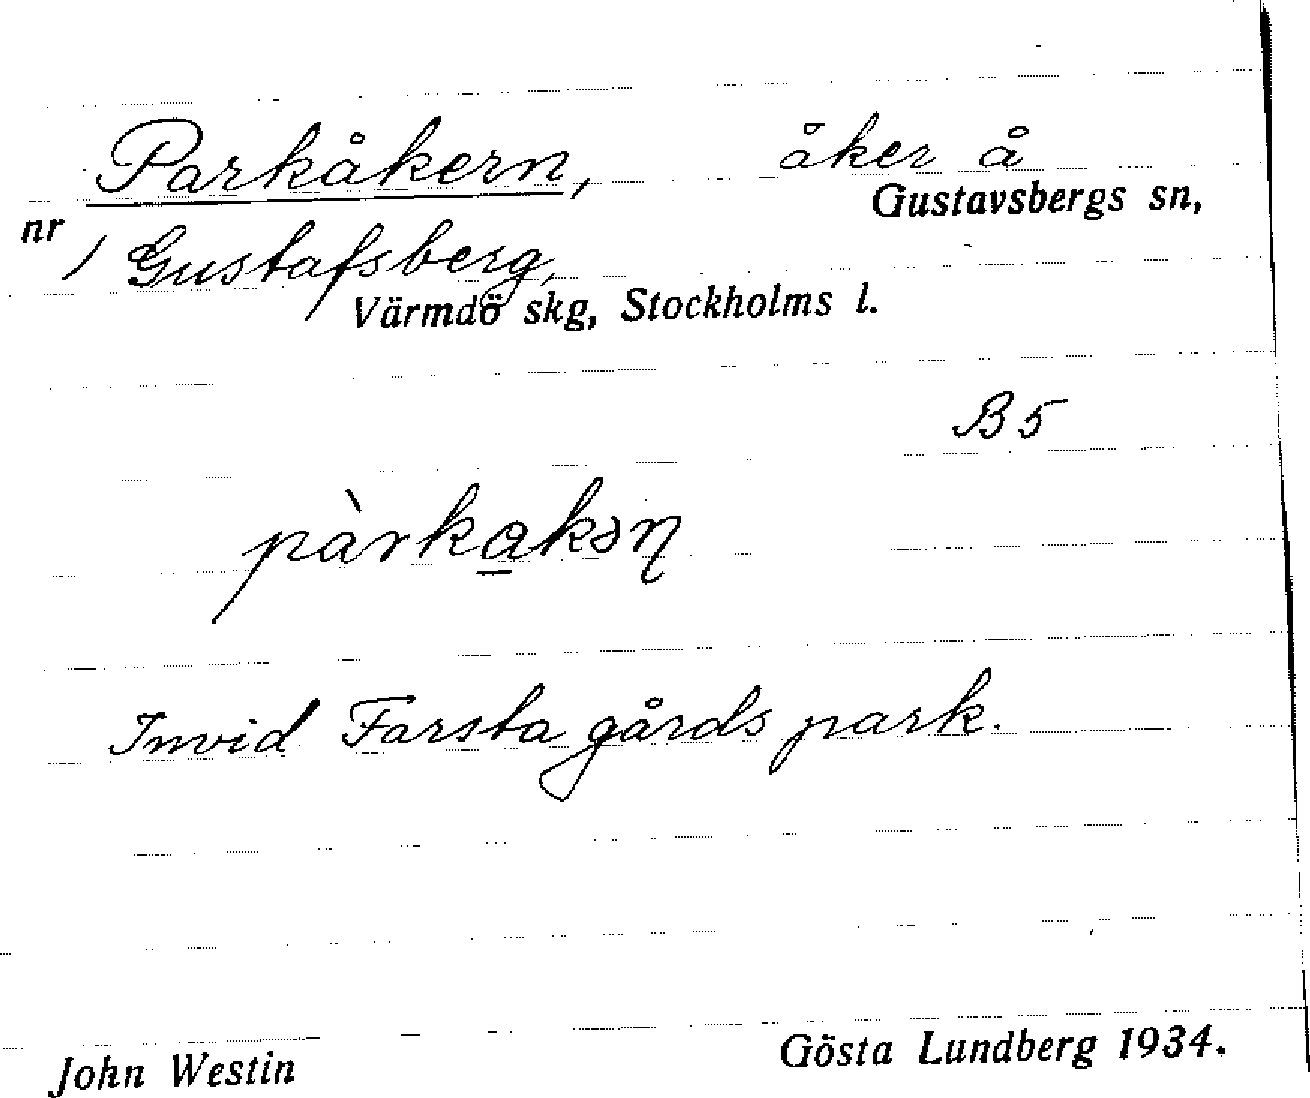 Parkåkern, åker å
Gustavsbergs sn,
nr 1 Gustafsberg,
Värmdö skg, Stockholms l.
B5
pàrkakəη
Invid Farsta gårds park.
John Westin Gösta Lundberg 1934.